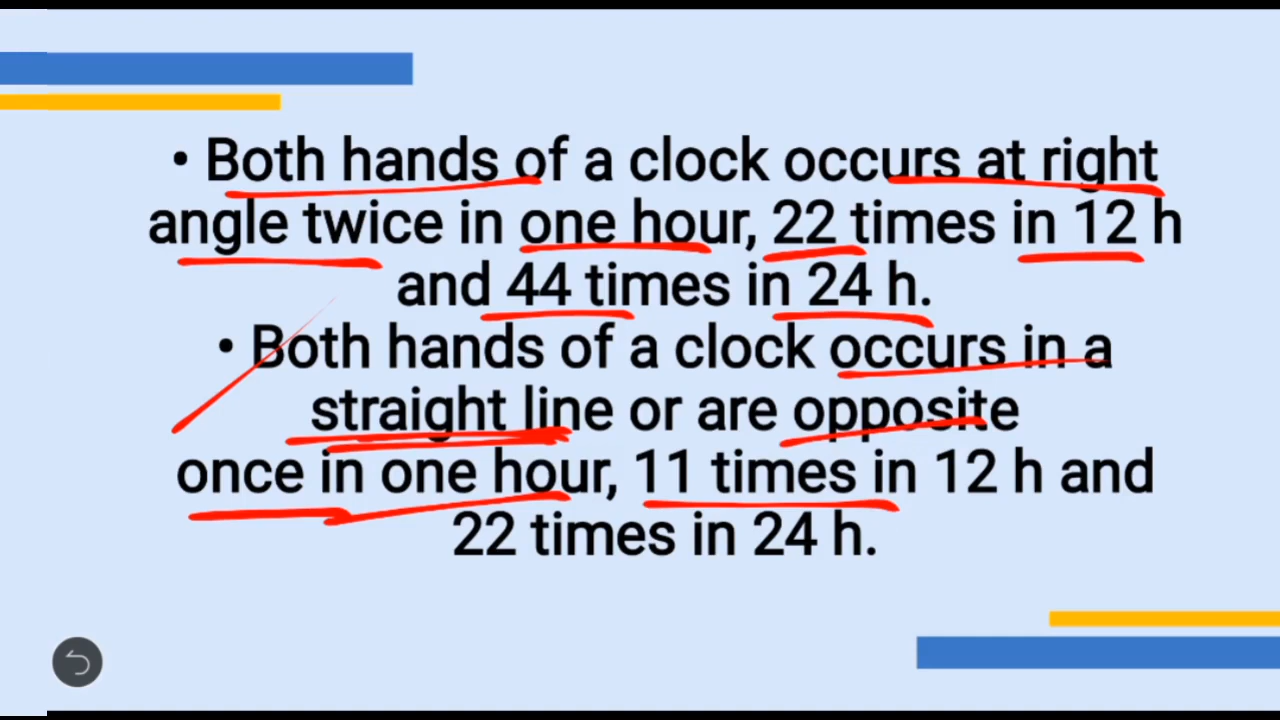 • Both hands of a clock occurs at right
angle twice in one hour, 22 times in 12 h
and 44 times in 24 h.
• Both hands of a clock occurs in a
straight line or are opposite
once in one hour, 11 times in 12 h and
22 times in 24 h.